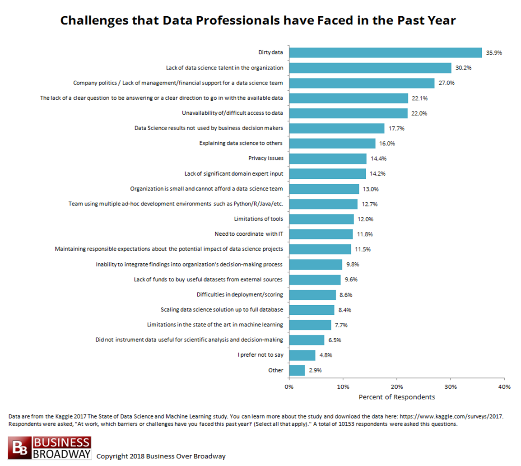 Challenges that Data Professionals have Faced in the Past Year
Dirty data 35.9%
Lack of data science talent in the organization 30.2%
Company politics / Lack of management/financial support for a data science team 27.0%
The lack of a clear question to be answering or a clear direction to go in with the available data 22.1%
Unavailability of/difficult access to data 22.0%
Data Science results not used by business decision makers 17.7%
Explaining data science to others 16.0%
Privacy issues 14.4%
Lack of significant domain expert input 14.2%
Organization is small and cannot afford a data science team 13.0%
Team using multiple ad-hoc development environments such as Python/R/Java/etc. 12.7%
Limitations of tools 12.0%
Need to coordinate with IT 11.8%
Maintaining responsible expectations about the potential impact of data science projects 11.5%
Inability to integrate findings into organization's decision-making process 9.8%
Lack of funds to buy useful datasets from external sources 9.6%
Difficulties in deployment/scoring 8.6%
Scaling data science solution up to full database 8.4%
Limitations in the state of the art in machine learning 7.7%
Did not instrument data useful for scientific analysis and decision-making 6.5%
I prefer not to say 4.8%
Other 2.9%
0% 10% 20% 30% 40%
Percent of Respondents
Data are from the Kaggle 2017 The State of Data Science and Machine Learning study. You can learn more about the study and download the data here: https://www.kaggle.com/surveys/2017.
Respondents were asked, "At work, which barriers or challenges have you faced this past year? (Select all that apply)." A total of 10153 respondents were asked this questions.
BB BUSINESS
BROADWAY Copyright 2018 Business Over Broadway